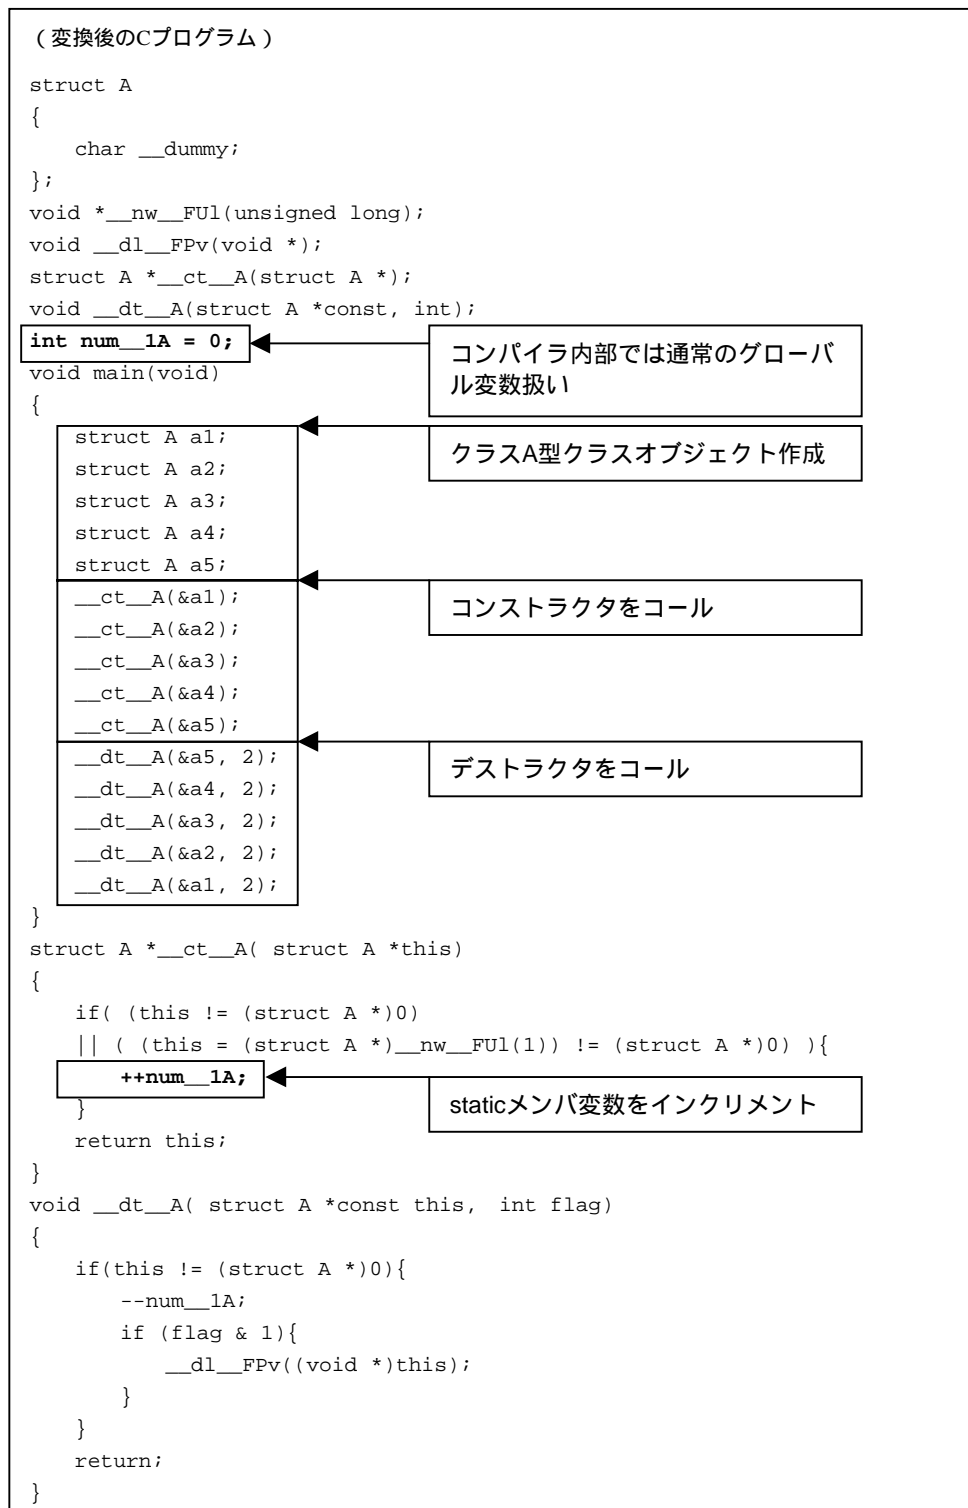 （変換後のCプログラム）
struct A
{
char __dummy;
};
void *__nw__FUl(unsigned long);
void __dl__FPv(void *);
struct A *__ct__A(struct A *);
void __dt__A(struct A *const, int);
int num__1A = 0;
コンパイラ内部では通常のグローバ
ル変数扱い
void main(void)
{
struct A a1;
クラスA型クラスオブジェクト作成
struct A a2;
struct A a3;
struct A a4;
struct A a5;
__ct__A(&a1);
コンストラクタをコール
__ct__A(&a2);
__ct__A(&a3);
__ct__A(&a4);
__ct__A(&a5);
__dt__A(&a5, 2);
デストラクタをコール
__dt__A(&a4, 2);
__dt__A(&a3, 2);
__dt__A(&a2, 2);
__dt__A(&a1, 2);
}
struct A *__ct__A( struct A *this)
{
if( (this != (struct A *)0)
|| ( (this = (struct A *)__nw__FUl(1)) != (struct A *)0) ){
++num__1A;
staticメンバ変数をインクリメント
}
return this;
}
void __dt__A( struct A *const this, int flag)
{
if(this != (struct A *)0){
--num__1A;
if (flag & 1){
__dl__FPv((void *)this);
}
}
return;
}